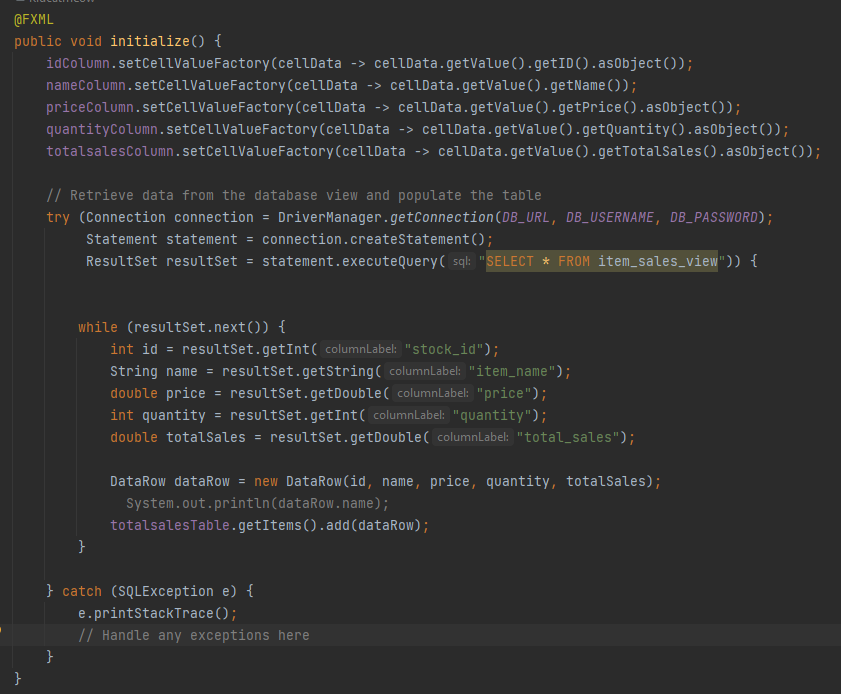 @FXML
public void initialize() {
    idColumn.setCellValueFactory(cellData -> cellData.getValue().getID().asObject());
    nameColumn.setCellValueFactory(cellData -> cellData.getValue().getName());
    priceColumn.setCellValueFactory(cellData -> cellData.getValue().getPrice().asObject());
    quantityColumn.setCellValueFactory(cellData -> cellData.getValue().getQuantity().asObject());
    totalsalesColumn.setCellValueFactory(cellData -> cellData.getValue().getTotalSales().asObject());
    // Retrieve data from the database view and populate the table
    try (Connection connection = DriverManager.getConnection(DB_URL, DB_USERNAME, DB_PASSWORD);
         Statement statement = connection.createStatement();
         ResultSet resultSet = statement.executeQuery( sql: "SELECT * FROM item_sales_view")) {
        while (resultSet.next()) {
            int id = resultSet.getInt( columnLabel: "stock_id");
            String name = resultSet.getString( columnLabel: "item_name");
            double price = resultSet.getDouble( columnLabel: "price");
            int quantity = resultSet.getInt( columnLabel: "quantity");
            double totalSales = resultSet.getDouble( columnLabel: "total_sales");
            DataRow dataRow = new DataRow(id, name, price, quantity, totalSales);
              System.out.println(dataRow.name);
            totalsalesTable.getItems().add(dataRow);
        }
    } catch (SQLException e) {
        e.printStackTrace();
        // Handle any exceptions here
    }
}